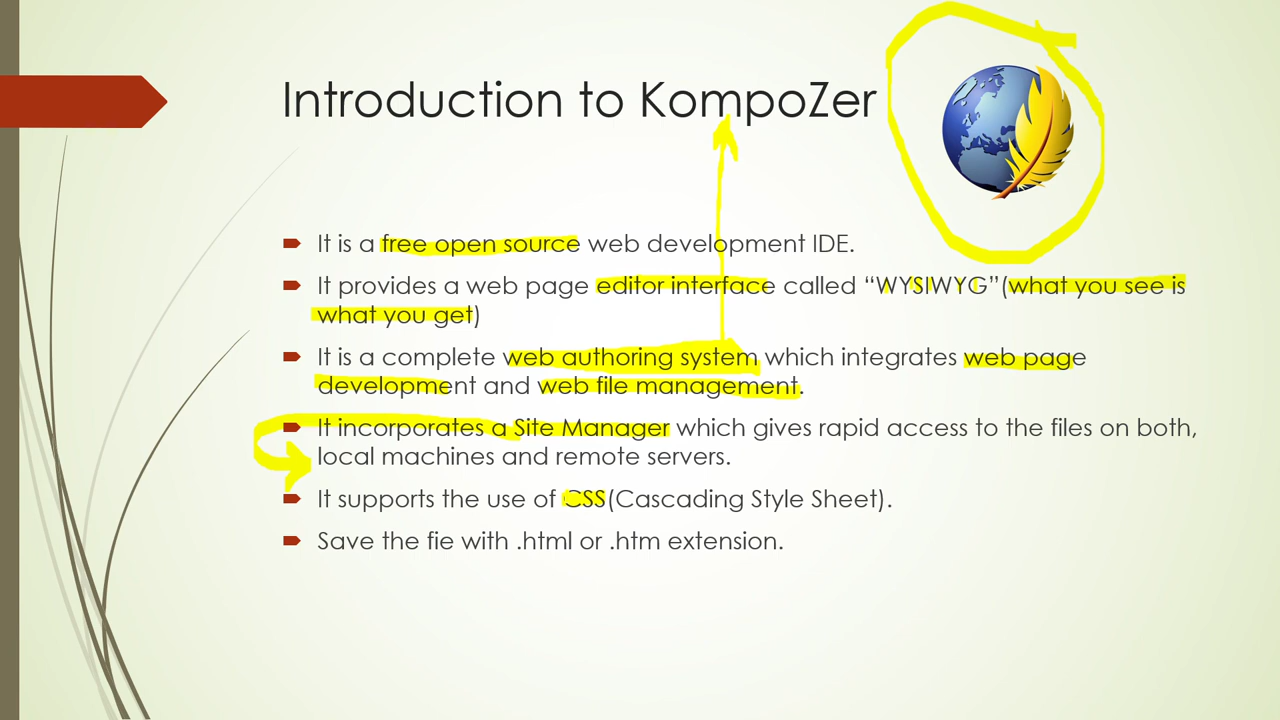 Introduction to KompoZer
It is a free open source web development IDE.
It provides a web page editor interface called “WYSIWYG”(what you see is
what you get)
It is a complete web authoring system which integrates web page
development and web file management.
It incorporates a Site Manager which gives rapid access to the files on both,
local machines and remote servers.
It supports the use of CSS(Cascading Style Sheet).
Save the fie with .html or .htm extension.